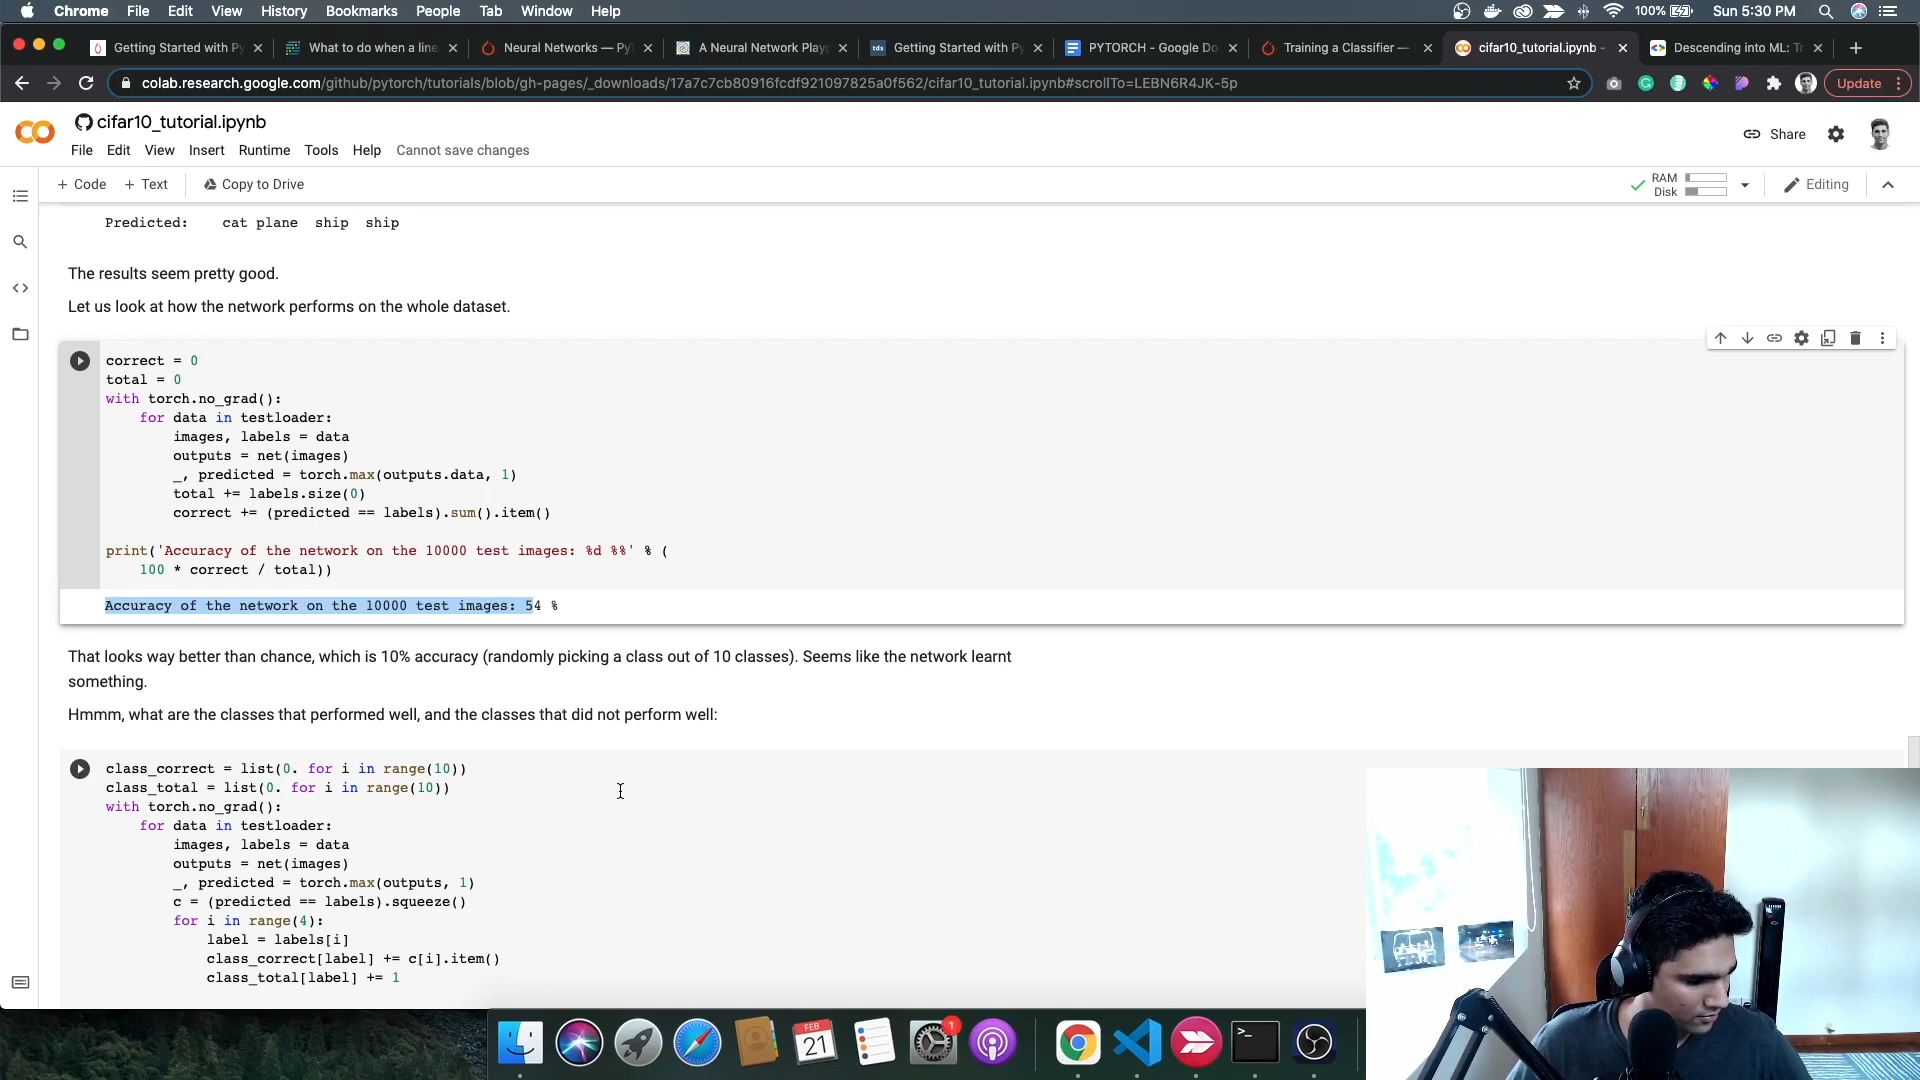 Chrome File Edit View History Bookmarks People Tab Window Help 100% Sun 5:30 PM
Getting Started with Py What to do when a line Neural Networks — PyT A Neural Network Playg tds Getting Started with Py PYTORCH - Google Do Training a Classifier — cifar10_tutorial.ipynb - Descending into ML: Tr
colab.research.google.com/github/pytorch/tutorials/blob/gh-pages/_downloads/17a7c7cb80916fcdf921097825a0f562/cifar10_tutorial.ipynb#scrollTo=LEBN6R4JK-5p Update
cifar10_tutorial.ipynb
Share
File Edit View Insert Runtime Tools Help Cannot save changes
+ Code + Text Copy to Drive RAM Disk Editing
Predicted: cat plane ship ship
The results seem pretty good.
Let us look at how the network performs on the whole dataset.
correct = 0
total = 0
with torch.no_grad():
for data in testloader:
images, labels = data
outputs = net(images)
_, predicted = torch.max(outputs.data, 1)
total += labels.size(0)
correct += (predicted == labels).sum().item()
print('Accuracy of the network on the 10000 test images: %d %%' % (
100 * correct / total))
Accuracy of the network on the 10000 test images: 54 %
That looks way better than chance, which is 10% accuracy (randomly picking a class out of 10 classes). Seems like the network learnt
something.
Hmmm, what are the classes that performed well, and the classes that did not perform well:
class_correct = list(0. for i in range(10))
class_total = list(0. for i in range(10))
with torch.no_grad():
for data in testloader:
images, labels = data
outputs = net(images)
_, predicted = torch.max(outputs, 1)
c = (predicted == labels).squeeze()
for i in range(4):
label = labels[i]
class_correct[label] += c[i].item()
class_total[label] += 1
FEB
21
1